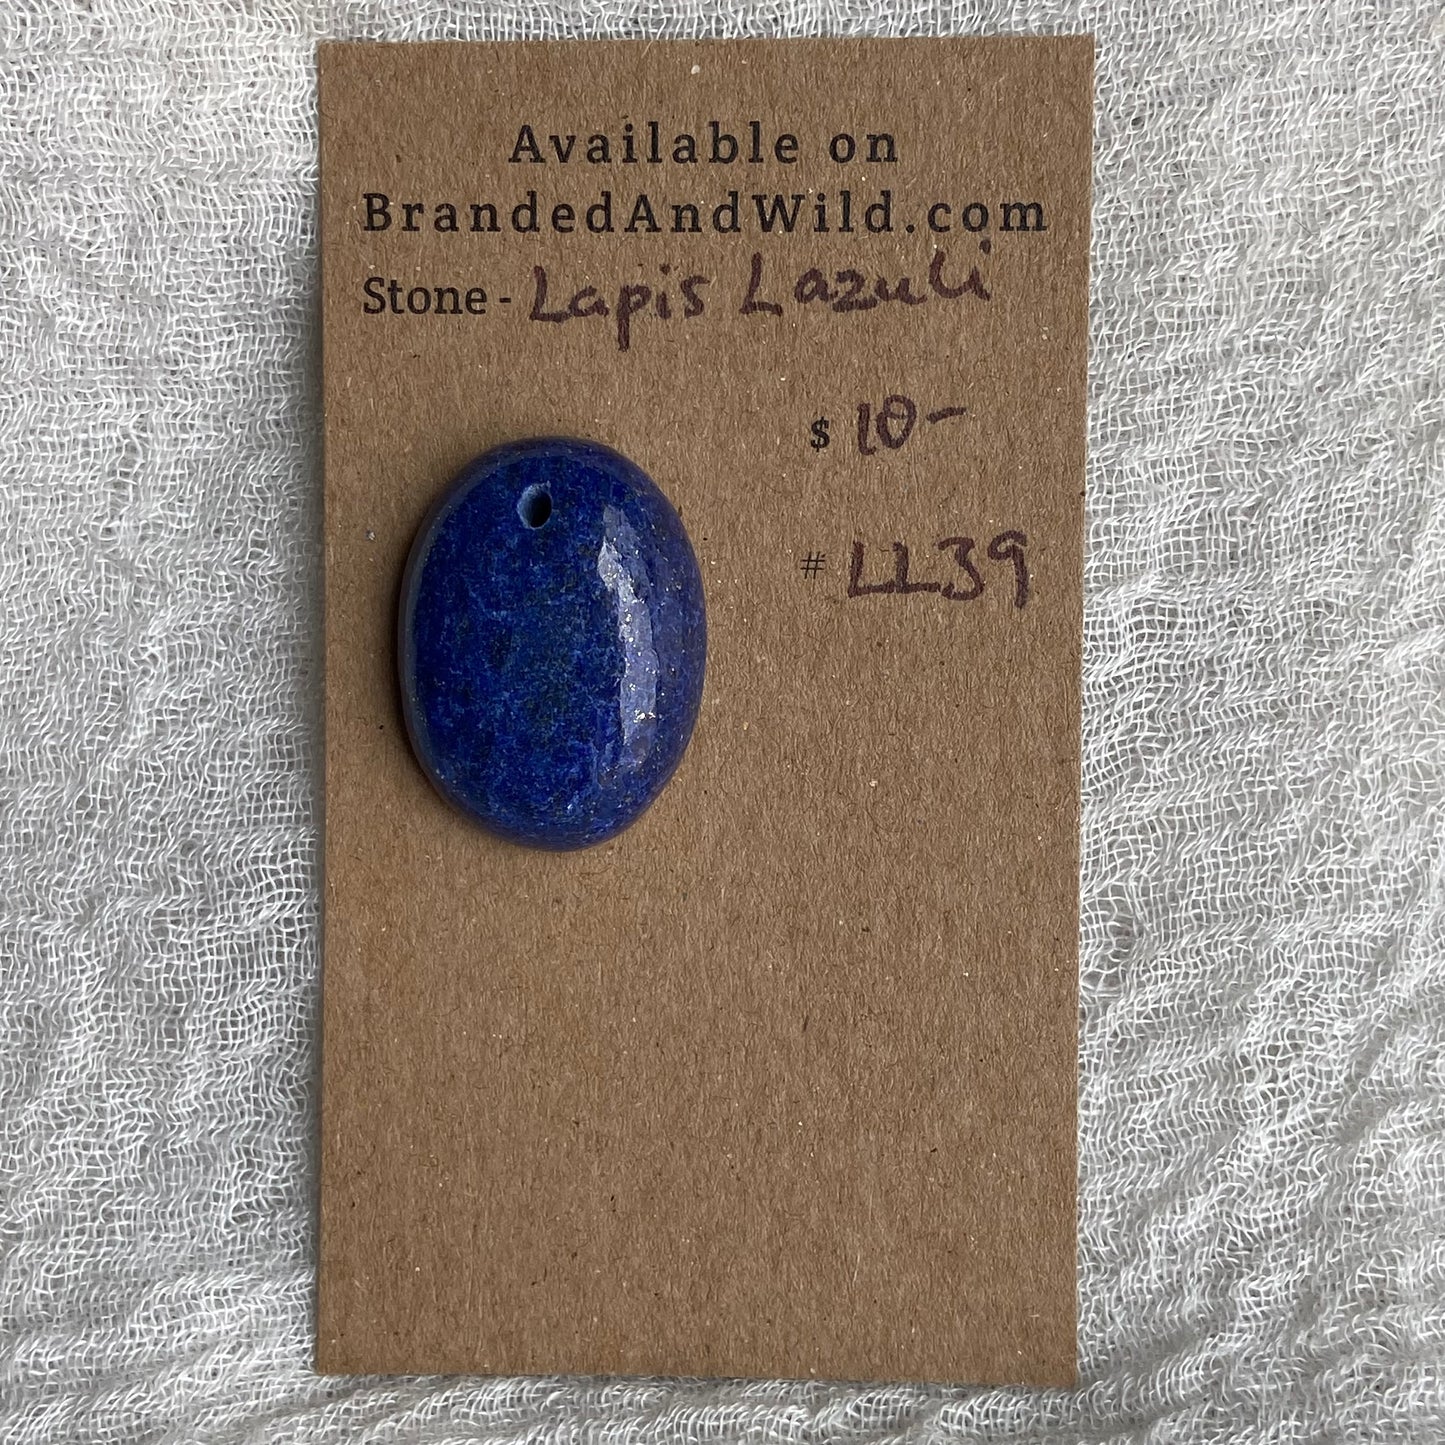 Available on
BrandedAndWild.com
Stone - Lapis Lazuli
$ 10-
# LL39